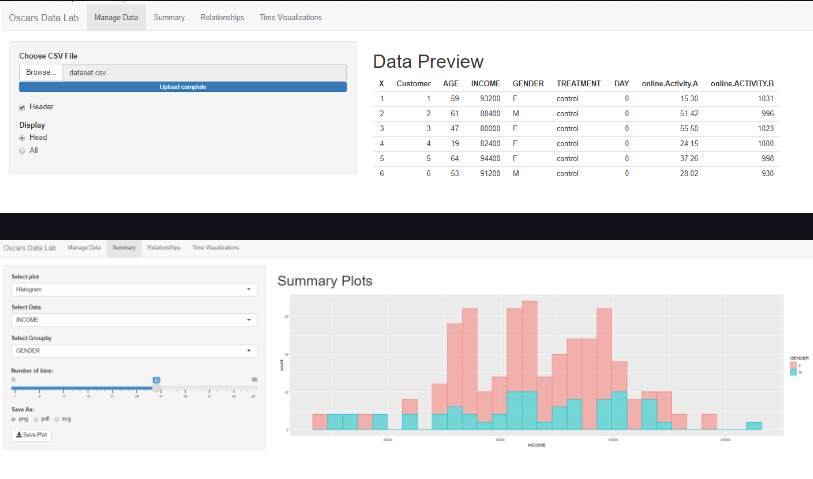 Oscars Data Lab Manage Data Summary Relationships Time Visualizations
Choose CSV File
Browse... dataset.csv
Upload complete
Header
Display
Head
All
Data Preview
X Customer AGE INCOME GENDER TREATMENT DAY online.Activity.A online.ACTIVITY.B
1 1 59 93200 F control 0 15.30 1031
2 2 61 88400 M control 0 51.42 996
3 3 47 80000 F control 0 55.50 1023
4 4 19 82400 F control 0 24.15 1000
5 5 64 94400 F control 0 37.26 998
6 6 53 91200 M control 0 28.02 930
Oscars Data Lab Manage Data Summary Relationships Time Visualizations
Select plot
Histogram
Select Data
INCOME
Select Groupby
GENDER
Number of bins:
Save As:
png pdf svg
Save Plot
Summary Plots
count
INCOME
GENDER
F
M